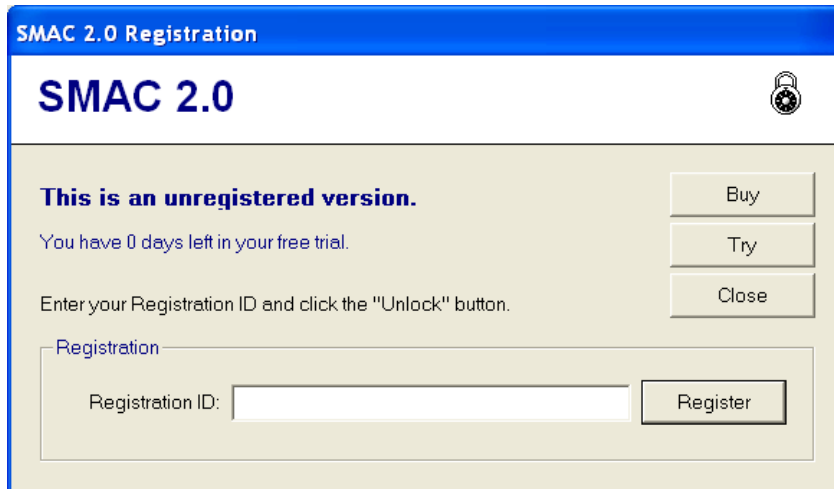 SMAC 2.0 Registration
SMAC 2.0
This is an unregistered version.
Buy
You have 0 days left in your free trial.
Try
Close
Enter your Registration ID and click the "Unlock" button.
Registration
Registration ID:
Register